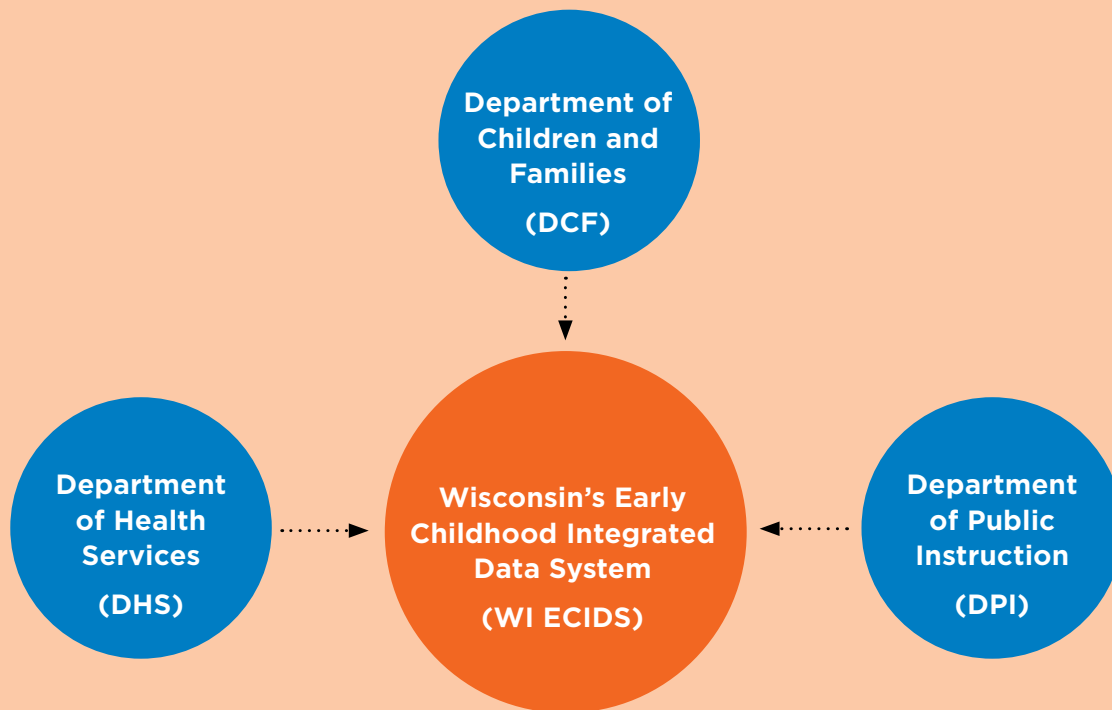 Department of
Children and
Families
(DCF)
Department
of Health
Services
(DHS)
Wisconsin’s Early
Childhood Integrated
Data System
(WI ECIDS)
Department
of Public
Instruction
(DPI)